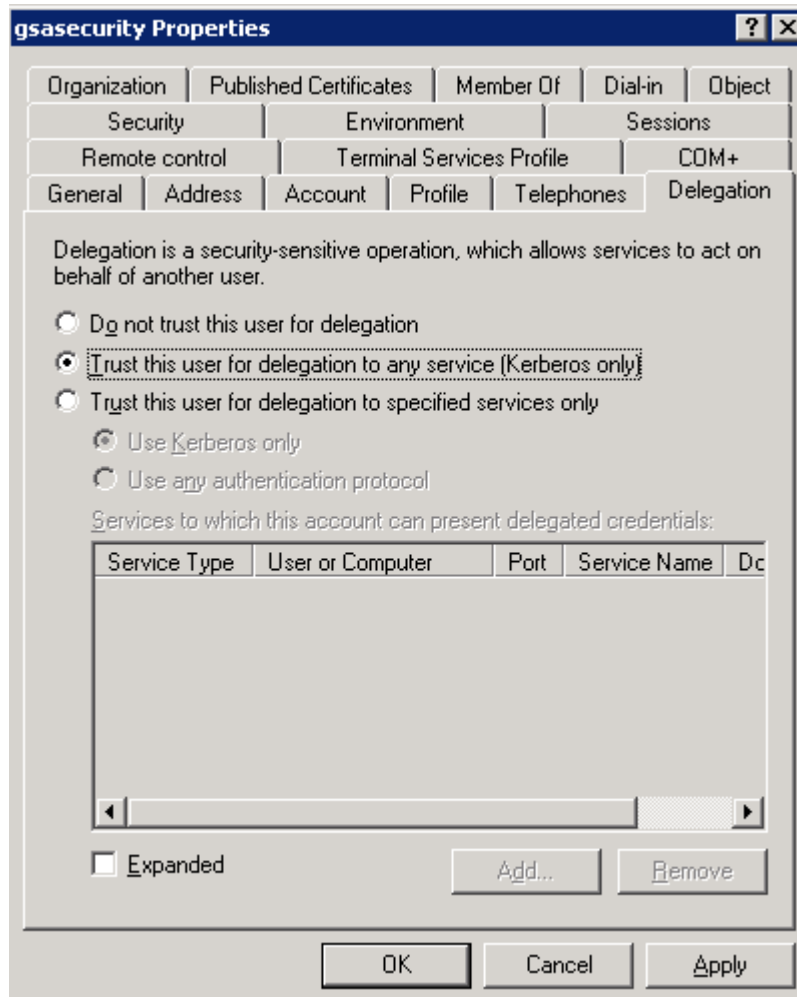 gsasecurity Properties
Organization Published Certificates Member Of Dial-in Object
Security Environment Sessions
Remote control Terminal Services Profile COM+
General Address Account Profile Telephones Delegation
Delegation is a security-sensitive operation, which allows services to act on
behalf of another user.
Do not trust this user for delegation
Trust this user for delegation to any service (Kerberos only)
Trust this user for delegation to specified services only
Use Kerberos only
Use any authentication protocol
Services to which this account can present delegated credentials:
Service Type User or Computer Port Service Name Do
Expanded Add... Remove
OK Cancel Apply